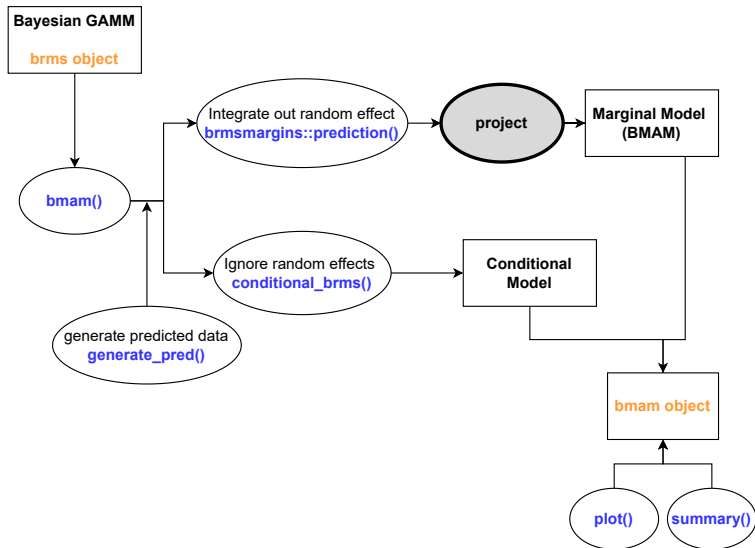 Bayesian GAMM
brms object
Integrate out random effect
brmsmargins::prediction()
project
Marginal Model
(BMAM)
bmam()
Ignore random effects
conditional_brms()
Conditional
Model
generate predicted data
generate_pred()
bmam object
plot()
summary()